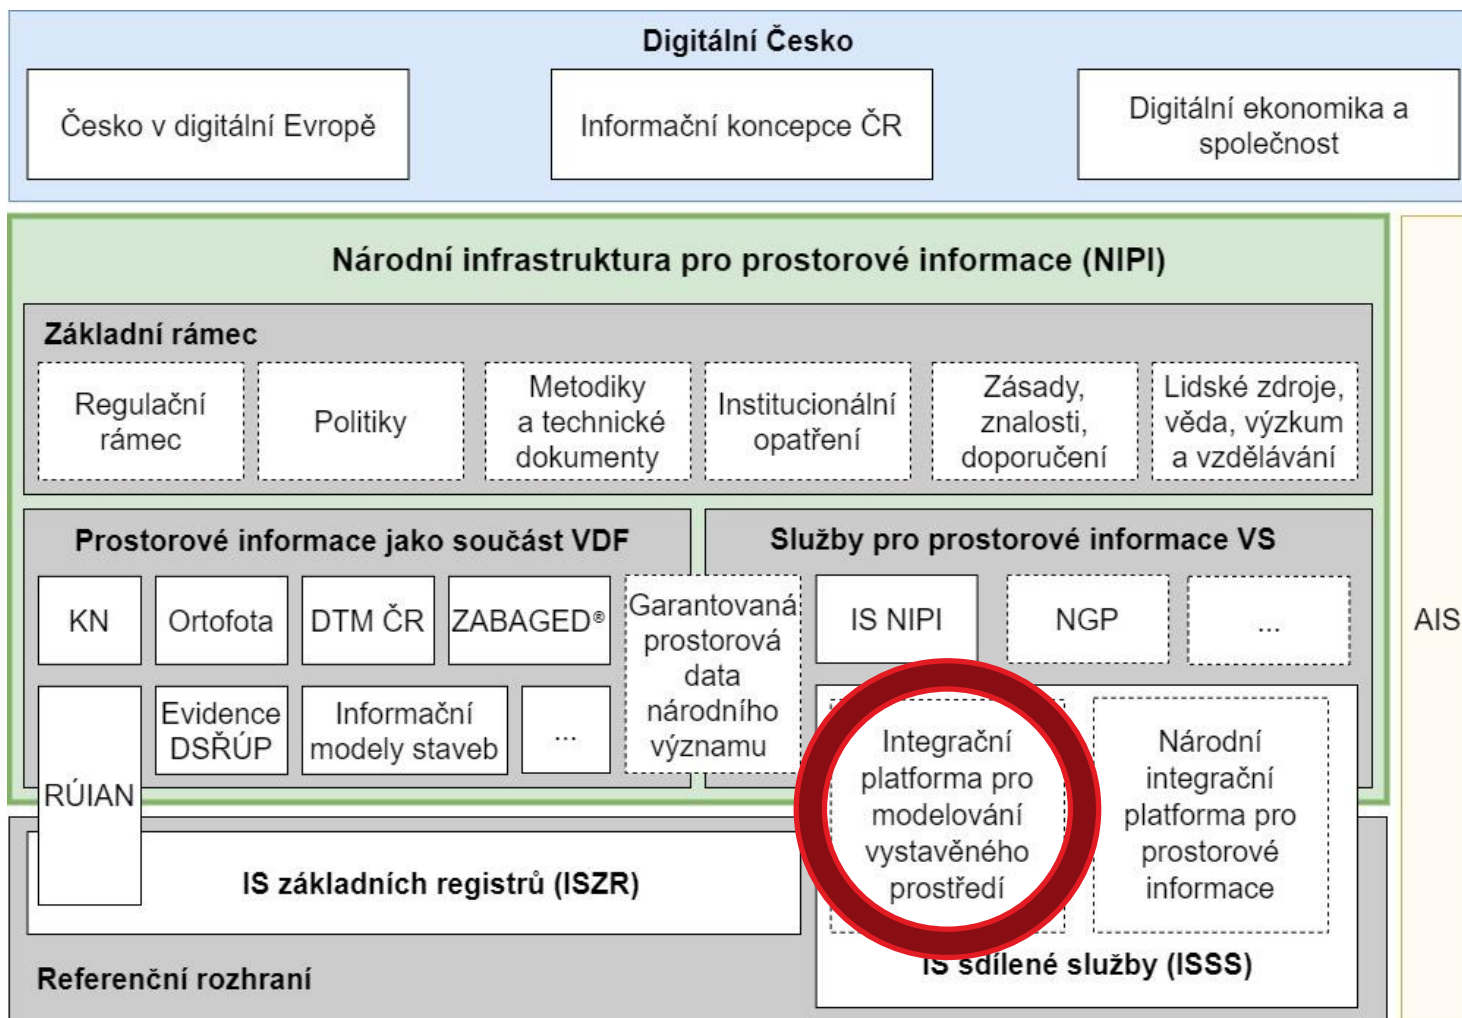 Digitální Česko
Česko v digitální Evropě
Informační koncepce ČR
Digitální ekonomika a
společnost
Národní infrastruktura pro prostorové informace (NIPI)
Základní rámec
Regulační
rámec
Politiky
Metodiky
a technické
dokumenty
Institucionální
opatření
Zásady,
znalosti,
doporučení
Lidské zdroje,
věda, výzkum
a vzdělávání
Prostorové informace jako součást VDF
KN
Ortofota
DTM ČR
ZABAGED®
Garantovaná
prostorová
data
národního
významu
RÚIAN
Evidence
DSŘÚP
Informační
modely staveb
...
Služby pro prostorové informace VS
IS NIPI
NGP
...
Integrační
platforma pro
modelování
vystavěného
prostředí
Národní
integrační
platforma pro
prostorové
informace
IS sdílené služby (ISSS)
IS základních registrů (ISZR)
Referenční rozhraní
AIS